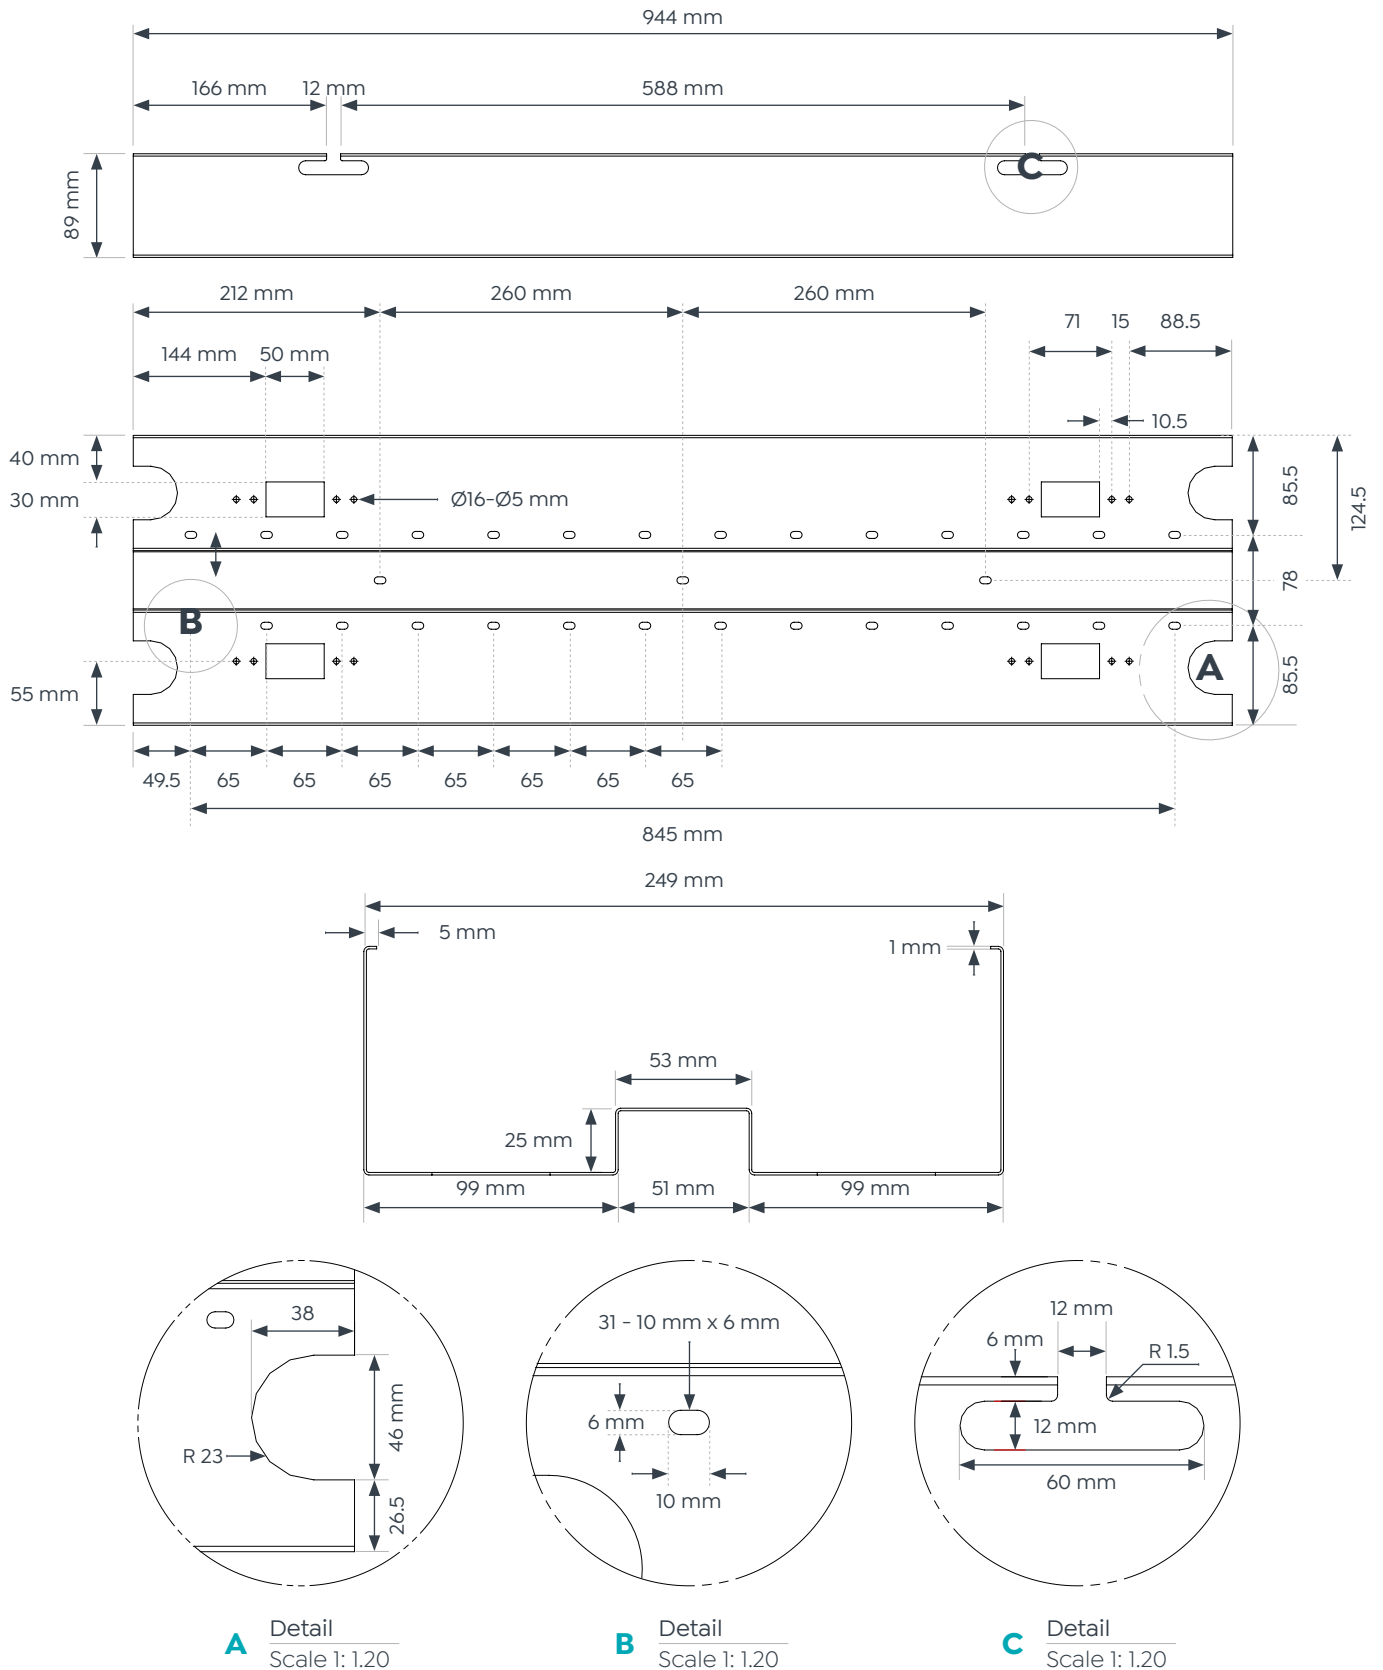 944 mm
166 mm 12 mm 588 mm
C
89 mm
212 mm 260 mm 260 mm
71 15 88.5
144 mm 50 mm
10.5
40 mm
30 mm
Ø16-Ø5 mm
85.5
124.5
78
B
A
85.5
55 mm
49.5 65 65 65 65 65 65 65
845 mm
249 mm
5 mm
1 mm
53 mm
25 mm
99 mm 51 mm 99 mm
38
46 mm
R 23
26.5
31 - 10 mm x 6 mm
6 mm
10 mm
12 mm
6 mm
R 1.5
12 mm
60 mm
A Detail
Scale 1: 1.20
B Detail
Scale 1: 1.20
C Detail
Scale 1: 1.20